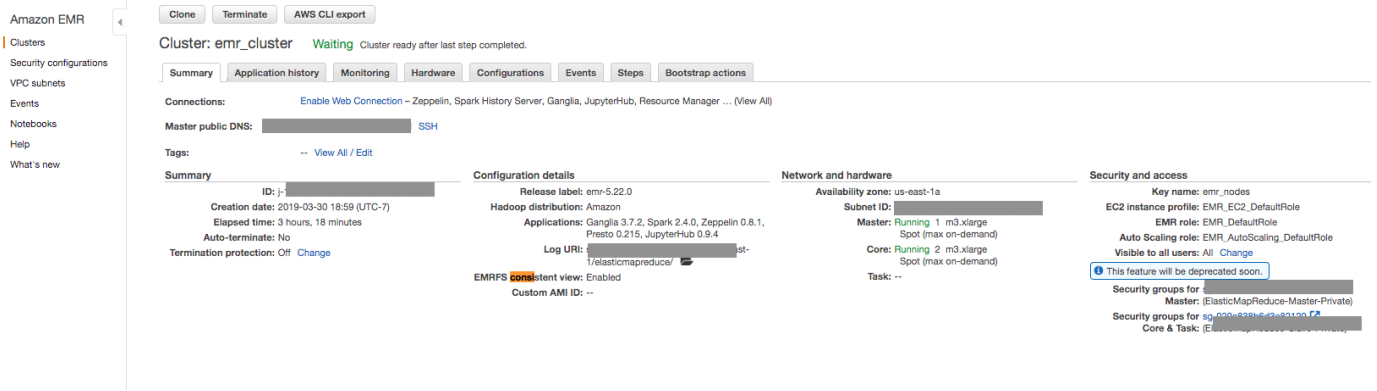 Amazon EMR
Clusters
Security configurations
VPC subnets
Events
Notebooks
Help
What's new
Clone Terminate AWS CLI export
Cluster: emr_cluster Waiting Cluster ready after last step completed.
Summary Application history Monitoring Hardware Configurations Events Steps Bootstrap actions
Connections: Enable Web Connection – Zeppelin, Spark History Server, Ganglia, JupyterHub, Resource Manager … (View All)
Master public DNS: SSH
Tags: -- View All / Edit
Summary
ID: j-
Creation date: 2019-03-30 18:59 (UTC-7)
Elapsed time: 3 hours, 18 minutes
Auto-terminate: No
Termination protection: Off Change
Configuration details
Release label: emr-5.22.0
Hadoop distribution: Amazon
Applications: Ganglia 3.7.2, Spark 2.4.0, Zeppelin 0.8.1,
Presto 0.215, JupyterHub 0.9.4
Log URI: st-
1/elasticmapreduce/
EMRFS consistent view: Enabled
Custom AMI ID: --
Network and hardware
Availability zone: us-east-1a
Subnet ID:
Master: Running 1 m3.xlarge
Spot (max on-demand)
Core: Running 2 m3.xlarge
Spot (max on-demand)
Task: --
Security and access
Key name: emr_nodes
EC2 instance profile: EMR_EC2_DefaultRole
EMR role: EMR_DefaultRole
Auto Scaling role: EMR_AutoScaling_DefaultRole
Visible to all users: All Change
This feature will be deprecated soon.
Security groups for
Master: (ElasticMapReduce-Master-Private)
Security groups for
Core & Task: